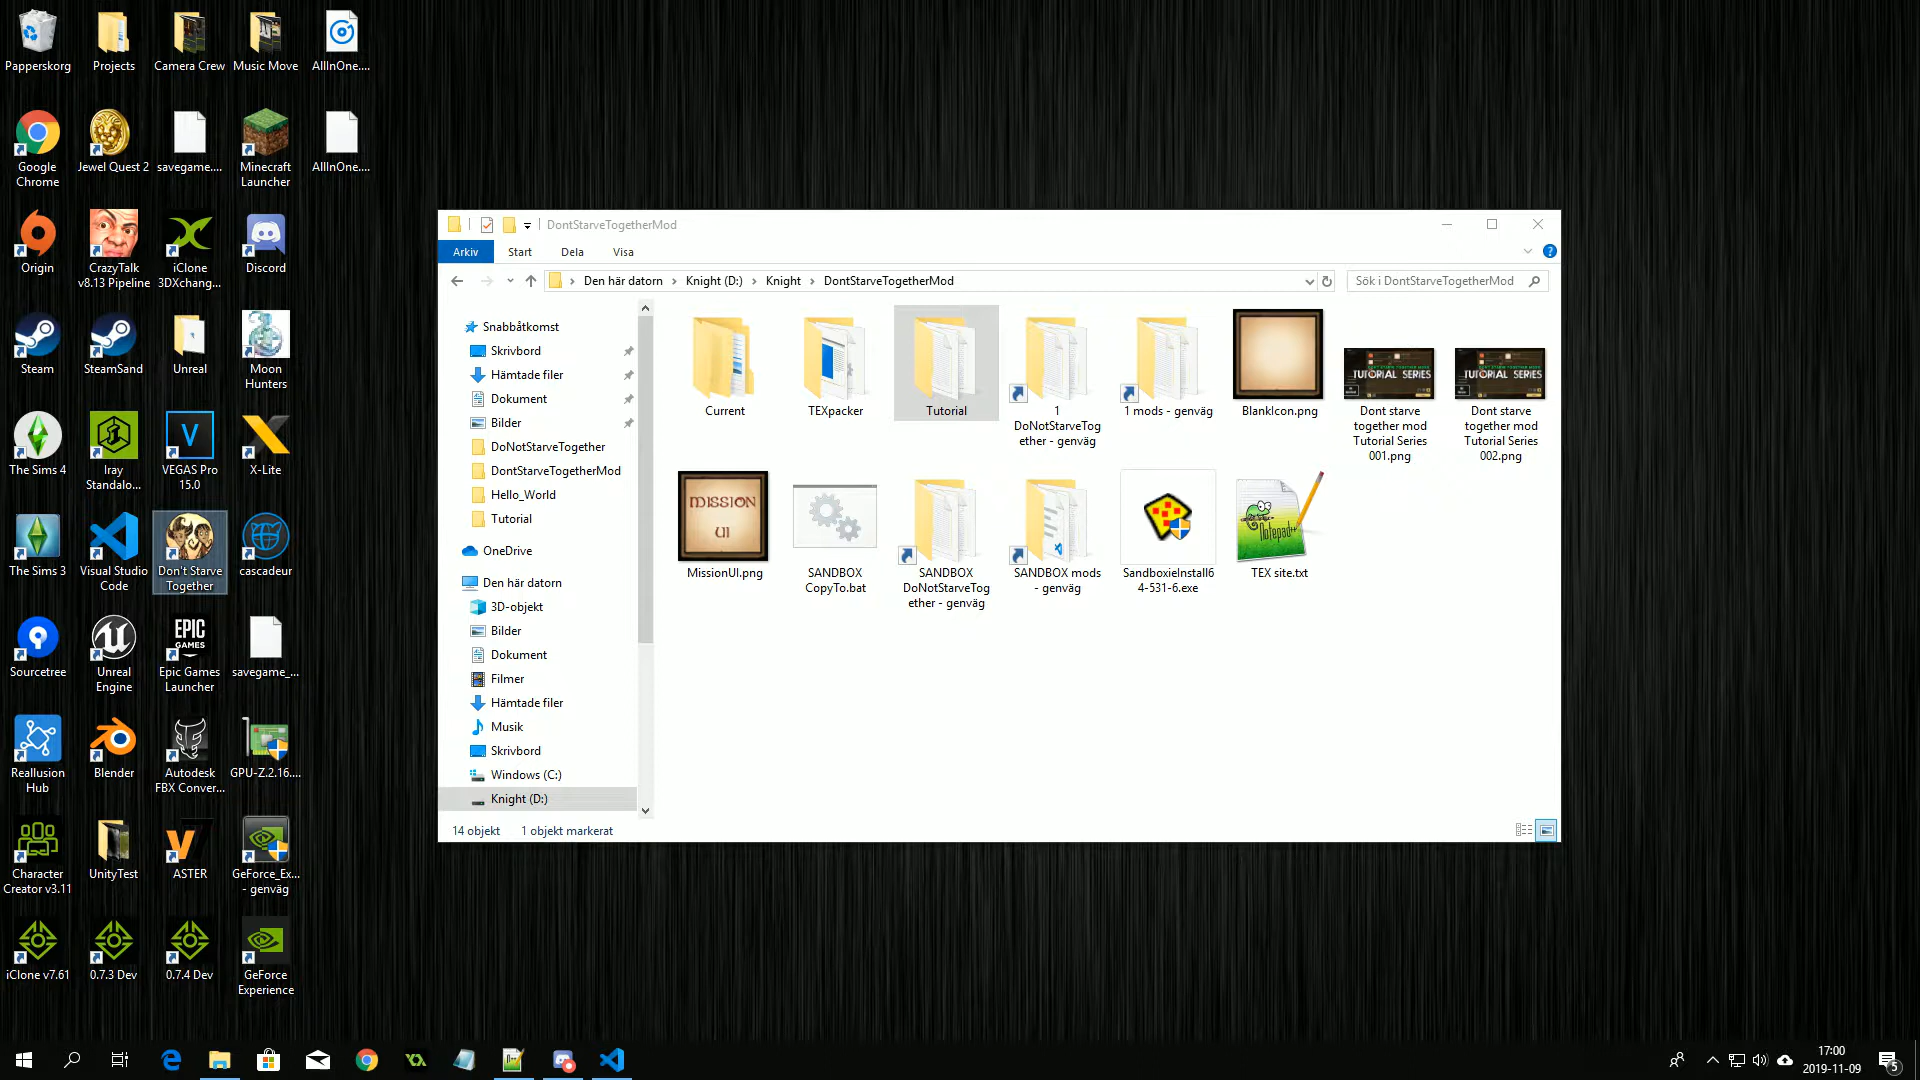 Papperskorg
Projects
Camera Crew
Music Move
AllInOne....
Google
Chrome
Jewel Quest 2
savegame....
Minecraft
Launcher
AllInOne....
Origin
CrazyTalk
v8.13 Pipeline
iClone
3DXchang...
Discord
Steam
SteamSand
Unreal
Moon
Hunters
The Sims 4
Iray
Standalo...
VEGAS Pro
15.0
X-Lite
The Sims 3
Visual Studio
Code
Don't Starve
Together
cascadeur
Sourcetree
Unreal
Engine
EPIC
GAMES
Epic Games
Launcher
savegame_...
Reallusion
Hub
Blender
Autodesk
FBX Conver...
GPU-Z.2.16....
Character
Creator v3.11
UnityTest
ASTER
GeForce_Ex...
- genväg
iClone v7.61
0.7.3 Dev
0.7.4 Dev
GeForce
Experience
DontStarveTogetherMod
Arkiv
Start
Dela
Visa
Den här datorn
Knight (D:)
Knight
DontStarveTogetherMod
Sök i DontStarveTogetherMod
Snabbåtkomst
Skrivbord
Hämtade filer
Dokument
Bilder
DoNotStarveTogether
DontStarveTogetherMod
Hello_World
Tutorial
OneDrive
Den här datorn
3D-objekt
Bilder
Dokument
Filmer
Hämtade filer
Musik
Skrivbord
Windows (C:)
Knight (D:)
Current
TEXpacker
Tutorial
1
DoNotStarveTog
ether - genväg
1 mods - genväg
BlankIcon.png
TUTORIAL SERIES
Dont starve
together mod
Tutorial Series
001.png
TUTORIAL SERIES
Dont starve
together mod
Tutorial Series
002.png
MISSION
UI
MissionUI.png
SANDBOX
CopyTo.bat
SANDBOX
DoNotStarveTog
ether - genväg
SANDBOX mods
- genväg
SandboxieInstall6
4-531-6.exe
Notepad++
TEX site.txt
14 objekt
1 objekt markerat
17:00
2019-11-09
5